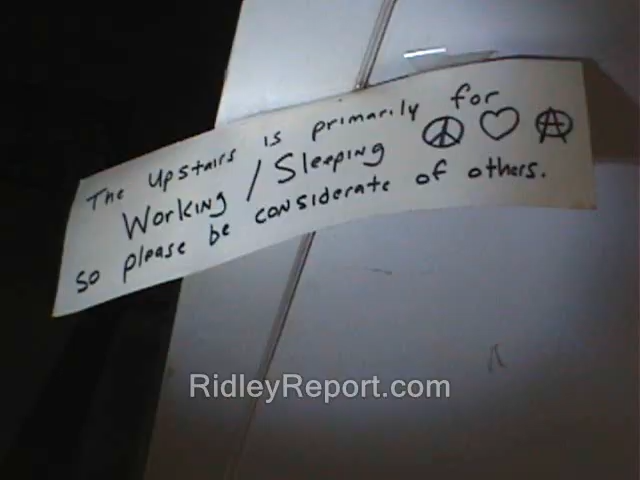 The Upstairs is primarily for
Working / Sleeping
so please be considerate of others.
RidleyReport.com